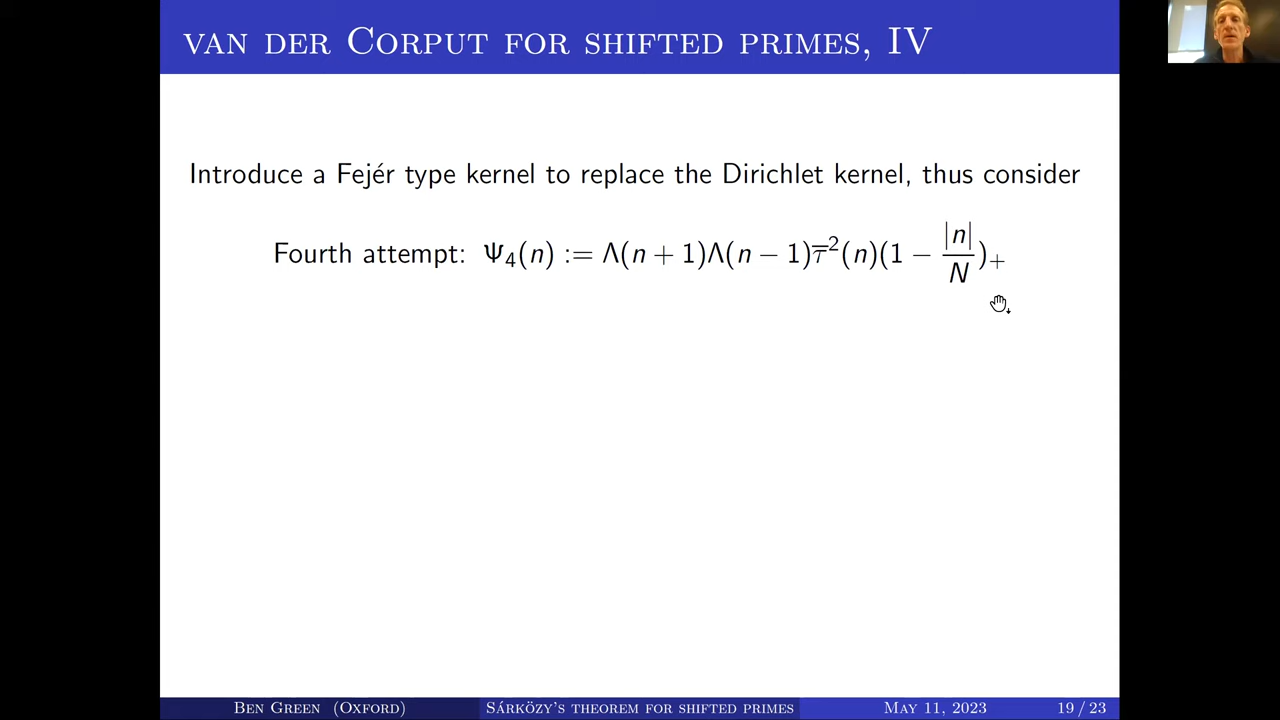 van der Corput for shifted primes, IV
Introduce a Fejér type kernel to replace the Dirichlet kernel, thus consider
Fourth attempt: Ψ₄(n) := Λ(n + 1)Λ(n − 1)τ̅²(n)(1 − |n|/N)₊
Ben Green (Oxford) Sárközy's theorem for shifted primes May 11, 2023 19 / 23